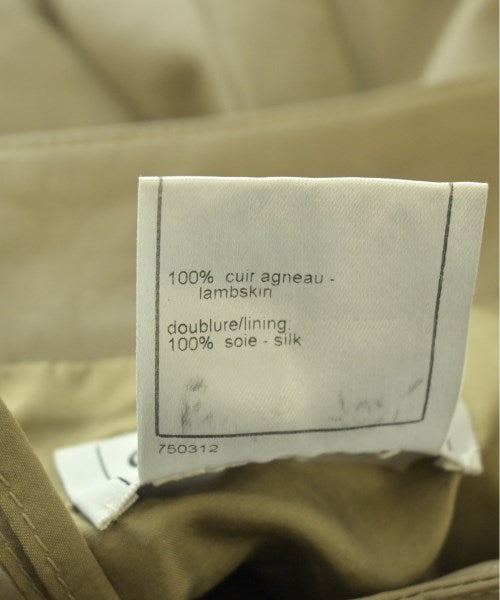 100% cuir agneau -
lambskin
doublure/lining:
100% soie - silk
750312